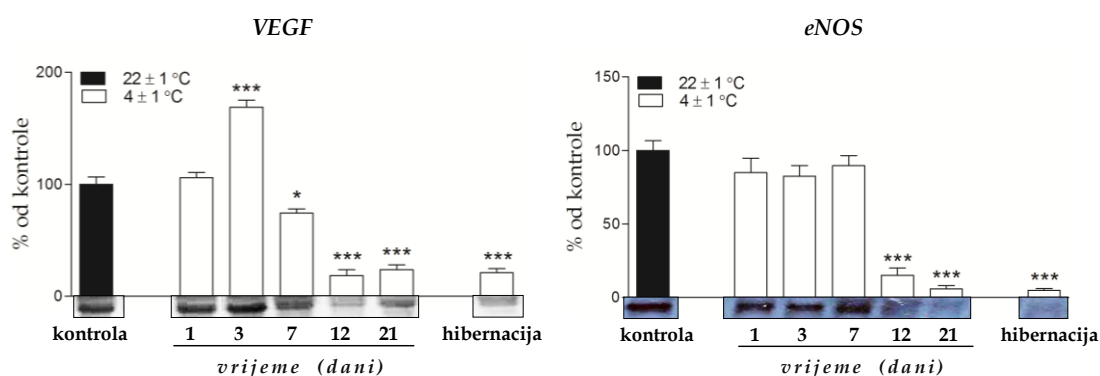 VEGF
200
22 ± 1 °C
4 ± 1 °C
***
% od kontrole
100
*
***
***
***
0
kontrola
1 3 7 12 21
hibernacija
vrijeme (dani)
eNOS
150
22 ± 1 °C
4 ± 1 °C
% od kontrole
100
50
***
***
***
0
kontrola
1 3 7 12 21
hibernacija
vrijeme (dani)